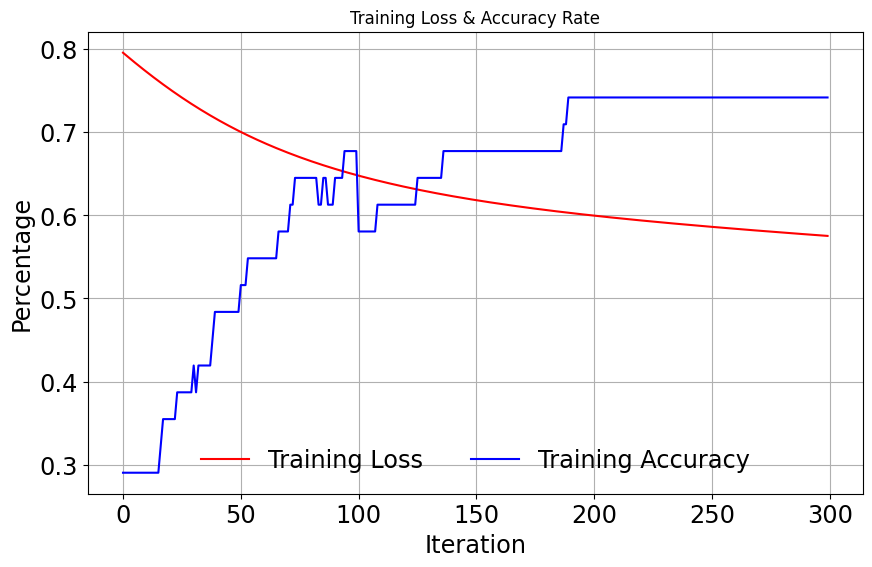 Training Loss & Accuracy Rate
0.8
0.7
0.6
0.5
0.4
0.3
Percentage
Training Loss Training Accuracy
0 50 100 150 200 250 300
Iteration